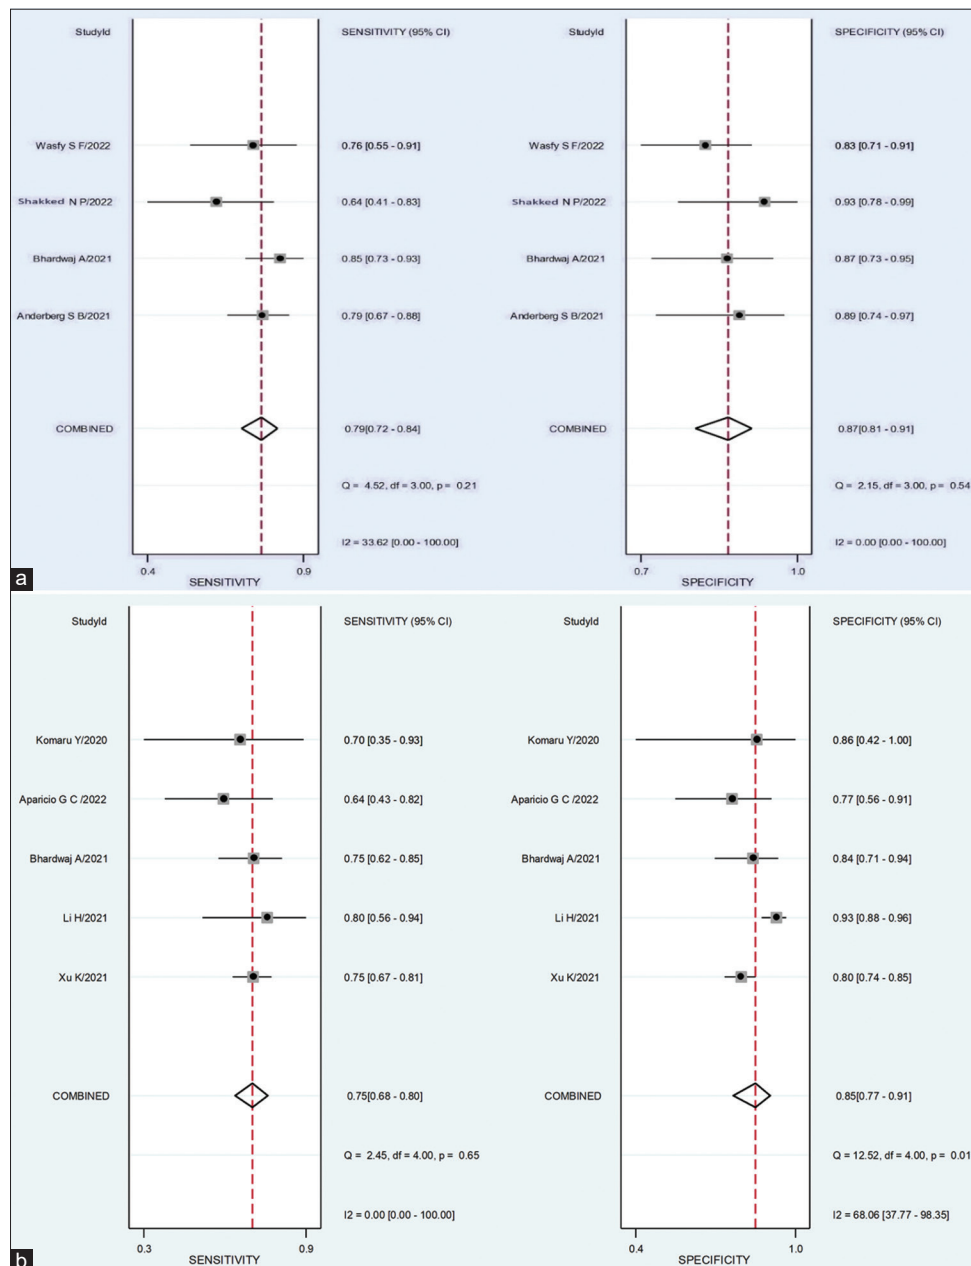 StudyId SENSITIVITY (95% CI) StudyId SPECIFICITY (95% CI)
Wasfy S F/2022 0.76 [0.55 - 0.91] Wasfy S F/2022 0.83 [0.71 - 0.91]
Shakked N P/2022 0.64 [0.41 - 0.83] Shakked N P/2022 0.93 [0.78 - 0.99]
Bhardwaj A/2021 0.85 [0.73 - 0.93] Bhardwaj A/2021 0.87 [0.73 - 0.95]
Anderberg S B/2021 0.79 [0.67 - 0.88] Anderberg S B/2021 0.89 [0.74 - 0.97]
COMBINED 0.79[0.72 - 0.84] COMBINED 0.87[0.81 - 0.91]
Q = 4.52, df = 3.00, p = 0.21 Q = 2.15, df = 3.00, p = 0.54
I2 = 33.62 [0.00 - 100.00] I2 = 0.00 [0.00 - 100.00]
0.4 0.9 0.7 1.0
a SENSITIVITY SPECIFICITY
StudyId SENSITIVITY (95% CI) StudyId SPECIFICITY (95% CI)
Komaru Y/2020 0.70 [0.35 - 0.93] Komaru Y/2020 0.86 [0.42 - 1.00]
Aparicio G C /2022 0.64 [0.43 - 0.82] Aparicio G C /2022 0.77 [0.56 - 0.91]
Bhardwaj A/2021 0.75 [0.62 - 0.85] Bhardwaj A/2021 0.84 [0.71 - 0.94]
Li H/2021 0.80 [0.56 - 0.94] Li H/2021 0.93 [0.88 - 0.96]
Xu K/2021 0.75 [0.67 - 0.81] Xu K/2021 0.80 [0.74 - 0.85]
COMBINED 0.75[0.68 - 0.80] COMBINED 0.85[0.77 - 0.91]
Q = 2.45, df = 4.00, p = 0.65 Q = 12.52, df = 4.00, p = 0.01
I2 = 0.00 [0.00 - 100.00] I2 = 68.06 [37.77 - 98.35]
0.3 0.9 0.4 1.0
b SENSITIVITY SPECIFICITY